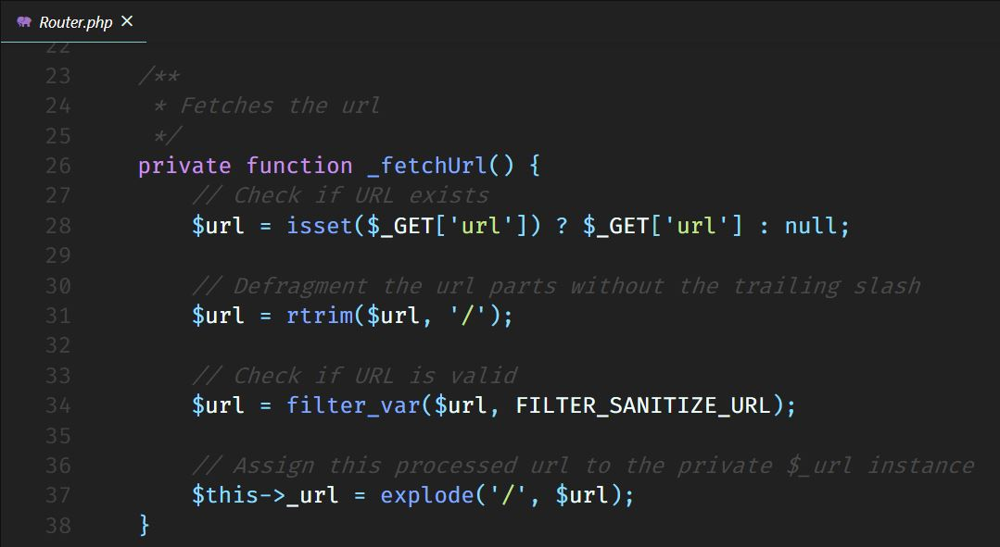 Router.php ×
22
23 /**
24  * Fetches the url
25  */
26 private function _fetchUrl() {
27     // Check if URL exists
28     $url = isset($_GET['url']) ? $_GET['url'] : null;
29
30     // Defragment the url parts without the trailing slash
31     $url = rtrim($url, '/');
32
33     // Check if URL is valid
34     $url = filter_var($url, FILTER_SANITIZE_URL);
35
36     // Assign this processed url to the private $_url instance
37     $this->_url = explode('/', $url);
38 }